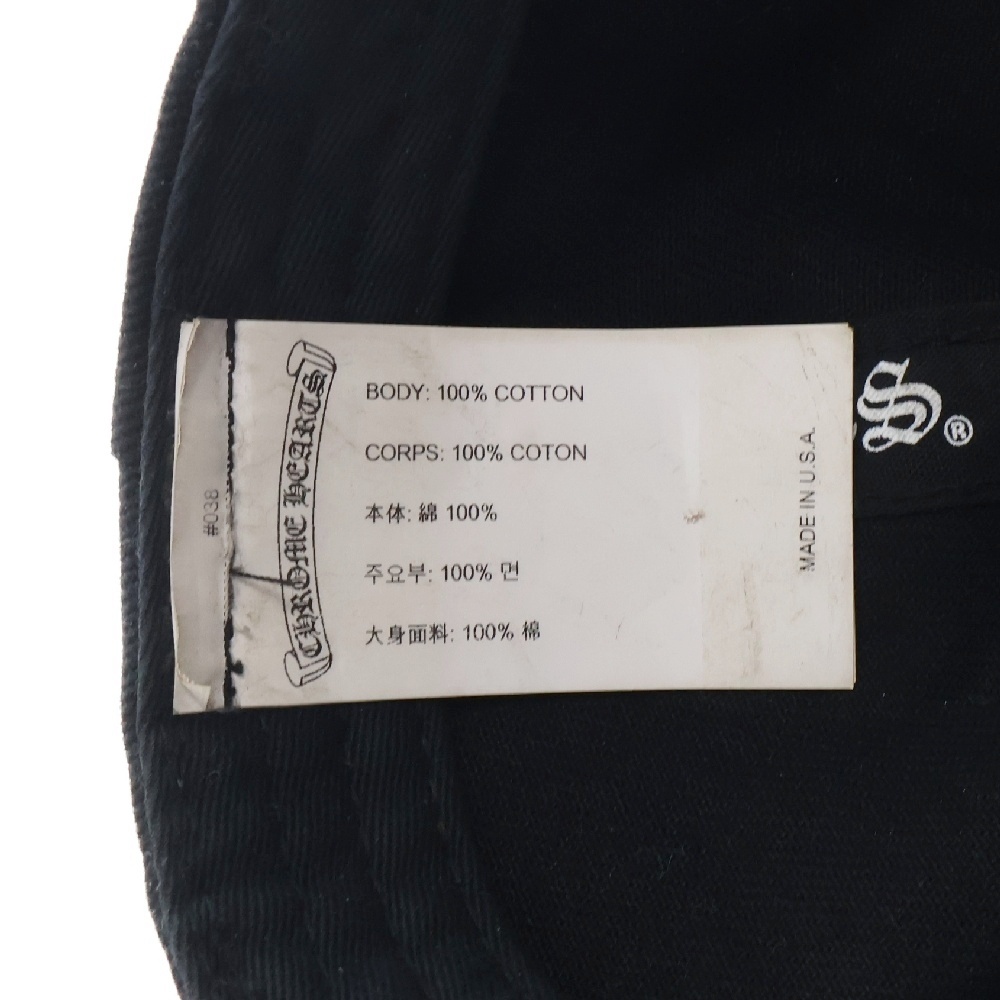 #038
CHROME HEARTS
BODY: 100% COTTON
CORPS: 100% COTON
本体: 綿 100%
주요부: 100% 면
大身面料: 100% 棉
MADE IN U.S.A.
S®